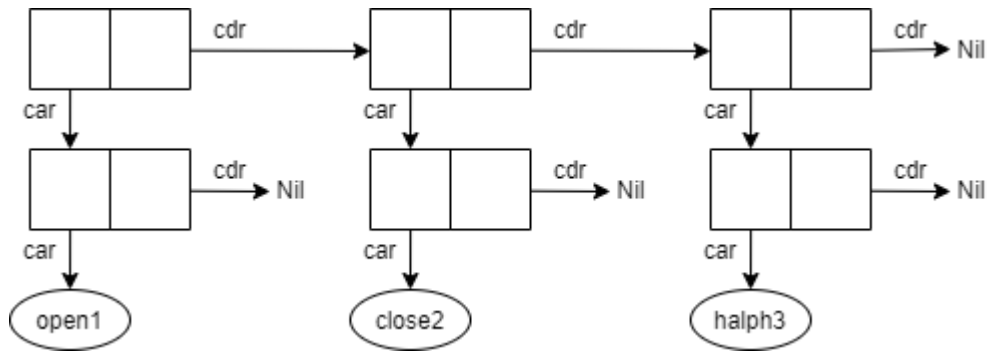 cdr cdr cdr Nil
car car car
cdr Nil cdr Nil cdr Nil
car car car
open1 close2 halph3